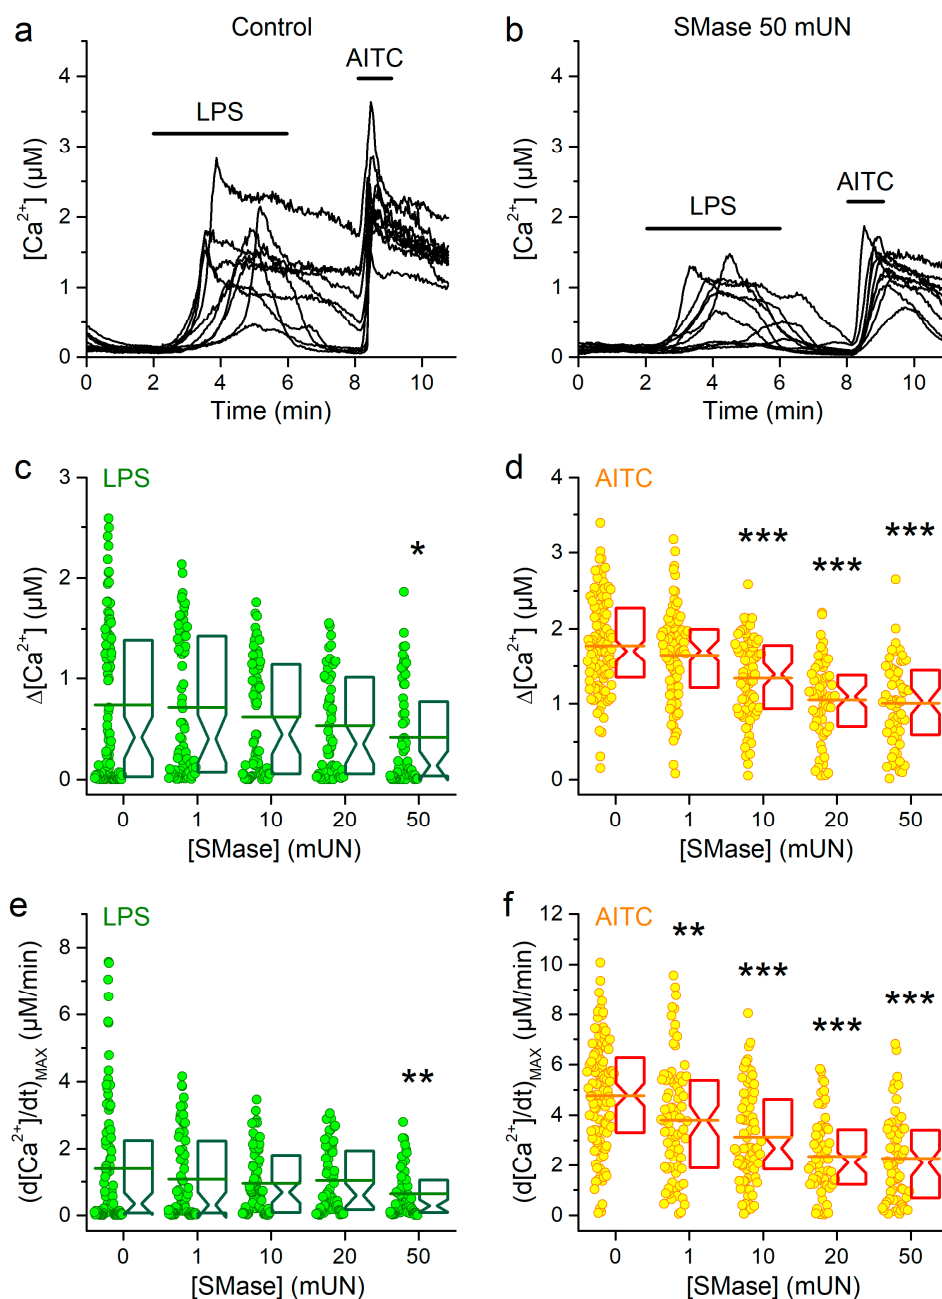 a
Control
AITC
LPS
[Ca²⁺] (µM)
4
3
2
1
0
0 2 4 6 8 10
Time (min)
b
SMase 50 mUN
AITC
LPS
[Ca²⁺] (µM)
4
3
2
1
0
0 2 4 6 8 10
Time (min)
c
LPS
*
Δ[Ca²⁺] (µM)
3
2
1
0
0 1 10 20 50
[SMase] (mUN)
d
AITC
*** *** ***
Δ[Ca²⁺] (µM)
4
3
2
1
0
0 1 10 20 50
[SMase] (mUN)
e
LPS
**
(d[Ca²⁺]/dt)MAX (µM/min)
8
6
4
2
0
0 1 10 20 50
[SMase] (mUN)
f
AITC
** *** *** ***
(d[Ca²⁺]/dt)MAX (µM/min)
12
10
8
6
4
2
0
0 1 10 20 50
[SMase] (mUN)